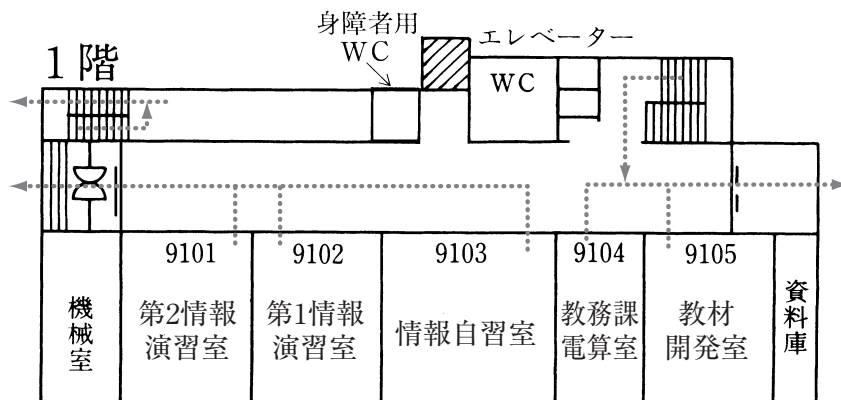 身障者用
WC
エレベーター
1階
WC
9101
9102
9103
9104
9105
機械室
第2情報
演習室
第1情報
演習室
情報自習室
教務課
電算室
教材
開発室
資料庫